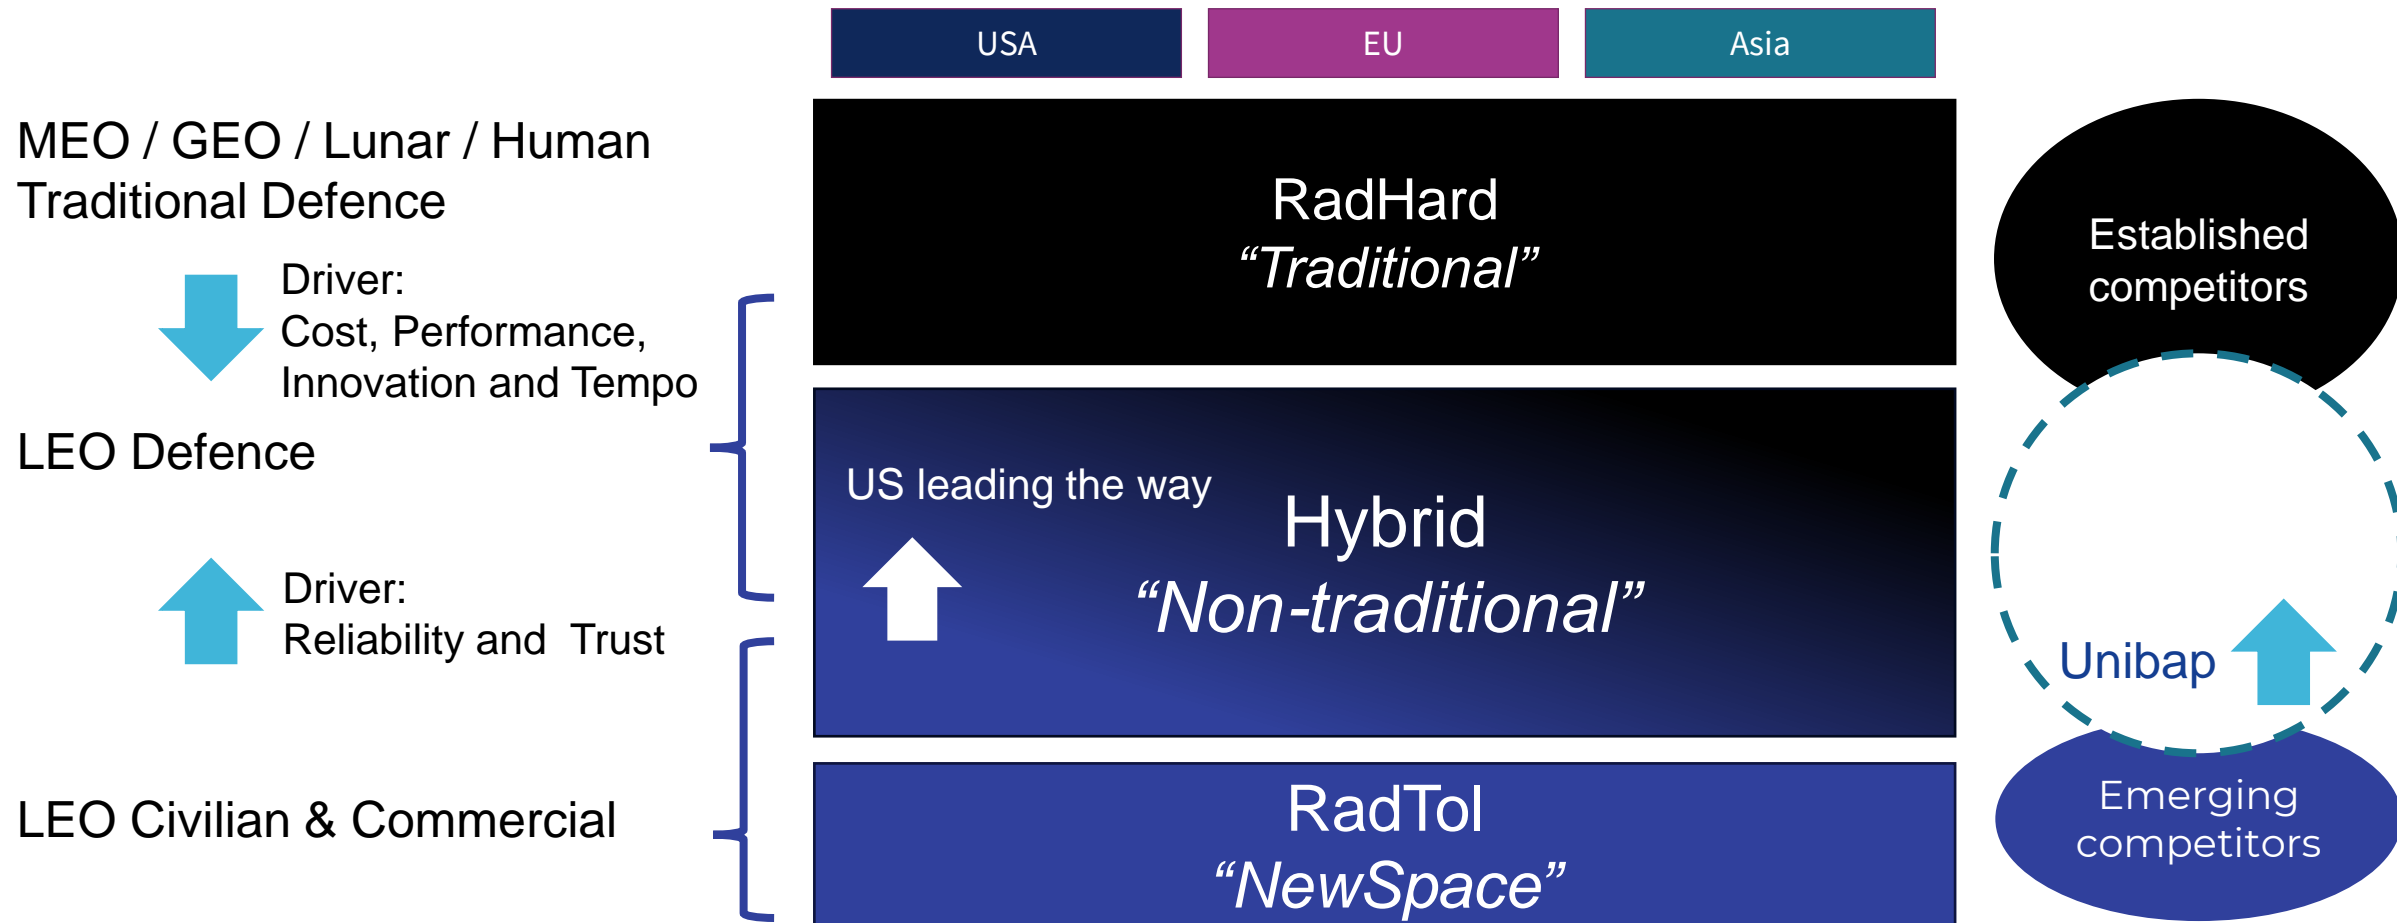 USA
EU
Asia
MEO / GEO / Lunar / Human
Traditional Defence
Driver:
Cost, Performance,
Innovation and Tempo
LEO Defence
Driver:
Reliability and  Trust
LEO Civilian & Commercial
RadHard
“Traditional”
US leading the way
Hybrid
“Non-traditional”
RadTol
“NewSpace”
Established
competitors
Unibap
Emerging
competitors